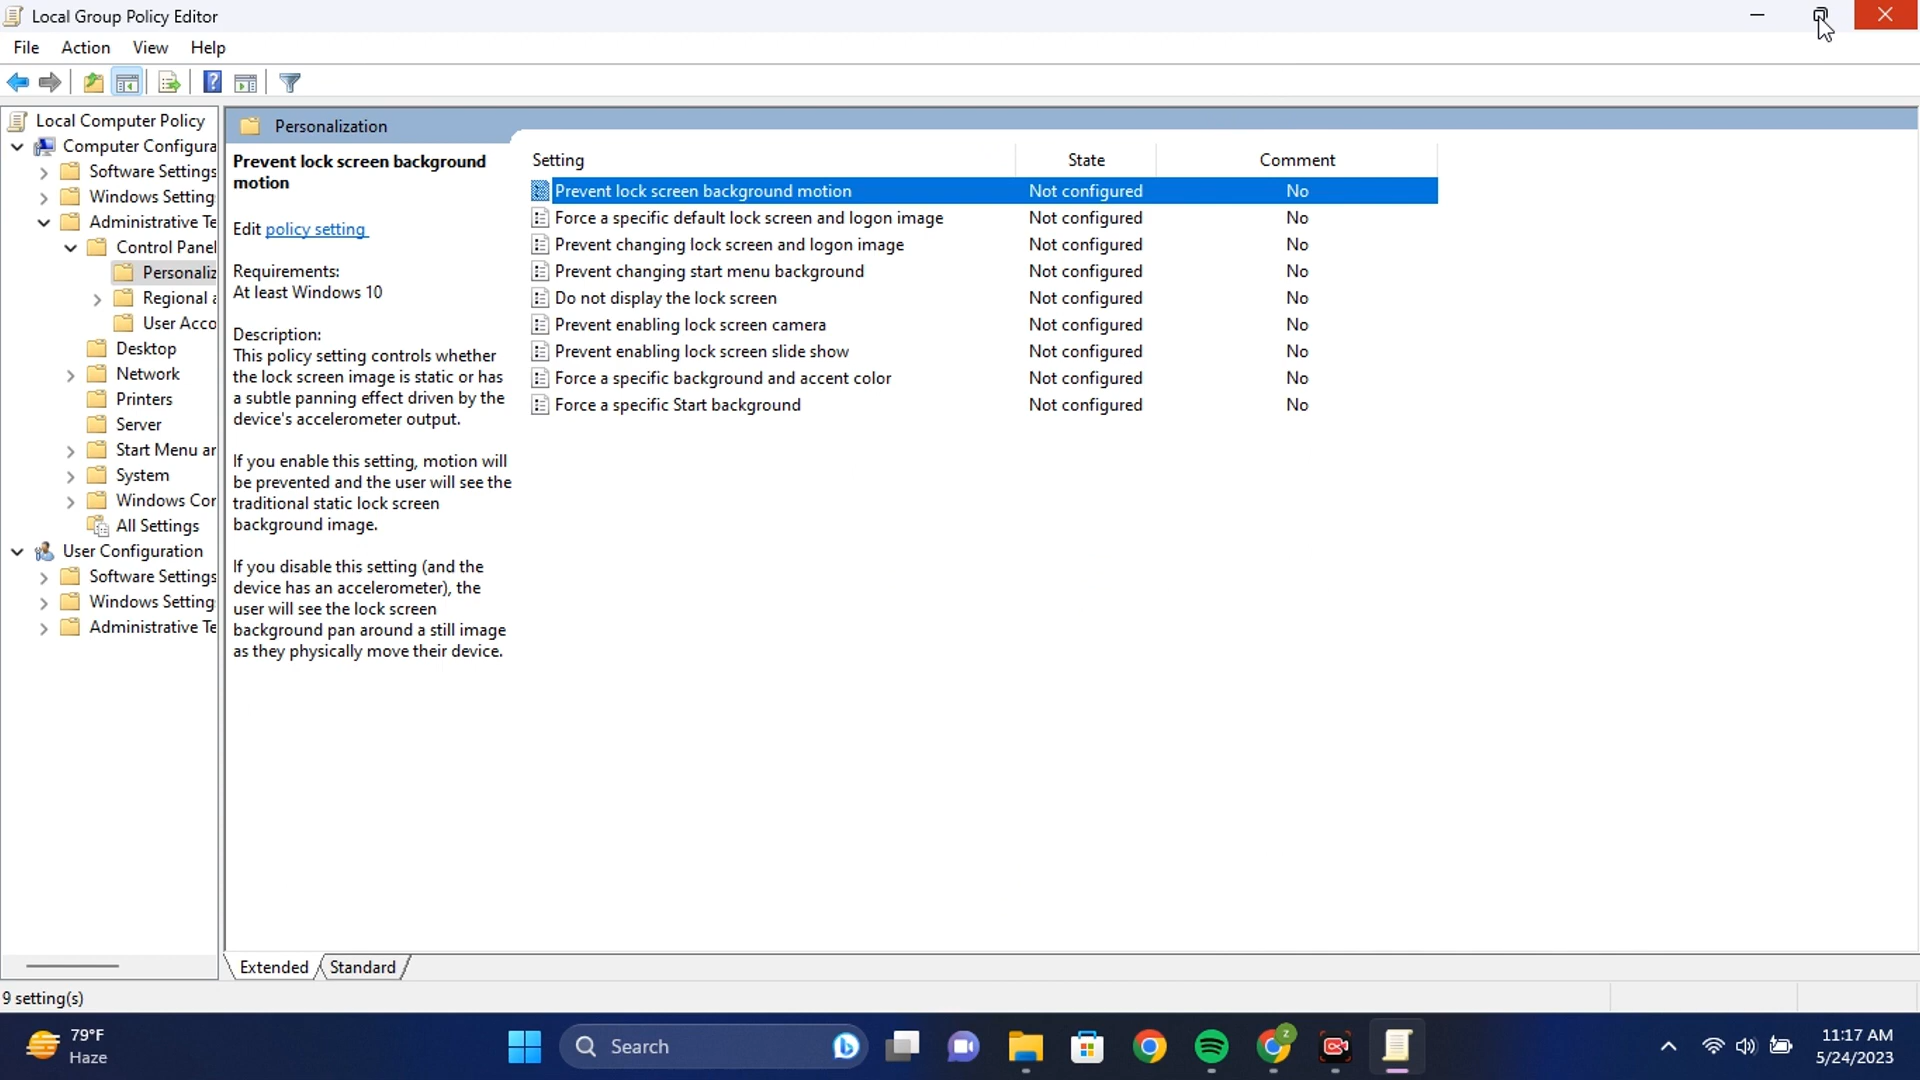 Local Group Policy Editor
File Action View Help
Local Computer Policy
Computer Configura
Software Settings
Windows Setting
Administrative Te
Control Panel
Personaliz
Regional a
User Acco
Desktop
Network
Printers
Server
Start Menu ar
System
Windows Cor
All Settings
User Configuration
Software Settings
Windows Setting
Administrative Te
Personalization
Prevent lock screen background
motion
Edit policy setting
Requirements:
At least Windows 10
Description:
This policy setting controls whether
the lock screen image is static or has
a subtle panning effect driven by the
device's accelerometer output.
If you enable this setting, motion will
be prevented and the user will see the
traditional static lock screen
background image.
If you disable this setting (and the
device has an accelerometer), the
user will see the lock screen
background pan around a still image
as they physically move their device.
Setting State Comment
Prevent lock screen background motion Not configured No
Force a specific default lock screen and logon image Not configured No
Prevent changing lock screen and logon image Not configured No
Prevent changing start menu background Not configured No
Do not display the lock screen Not configured No
Prevent enabling lock screen camera Not configured No
Prevent enabling lock screen slide show Not configured No
Force a specific background and accent color Not configured No
Force a specific Start background Not configured No
Extended Standard
9 setting(s)
79°F
Haze
Search
z
11:17 AM
5/24/2023